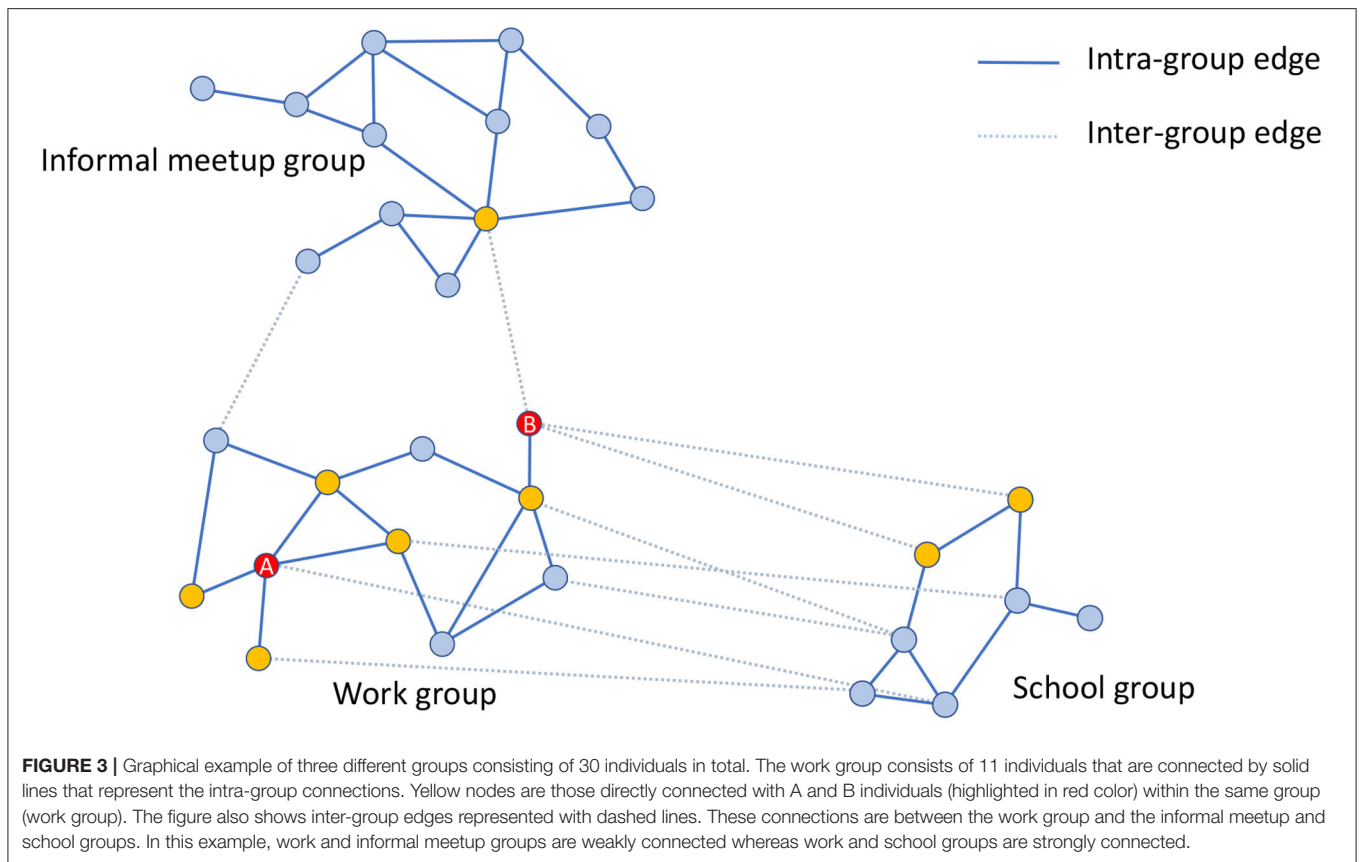 Intra-group edge
Inter-group edge
Informal meetup group
B
A
Work group
School group
FIGURE 3 | Graphical example of three different groups consisting of 30 individuals in total. The work group consists of 11 individuals that are connected by solid
lines that represent the intra-group connections. Yellow nodes are those directly connected with A and B individuals (highlighted in red color) within the same group
(work group). The figure also shows inter-group edges represented with dashed lines. These connections are between the work group and the informal meetup and
school groups. In this example, work and informal meetup groups are weakly connected whereas work and school groups are strongly connected.